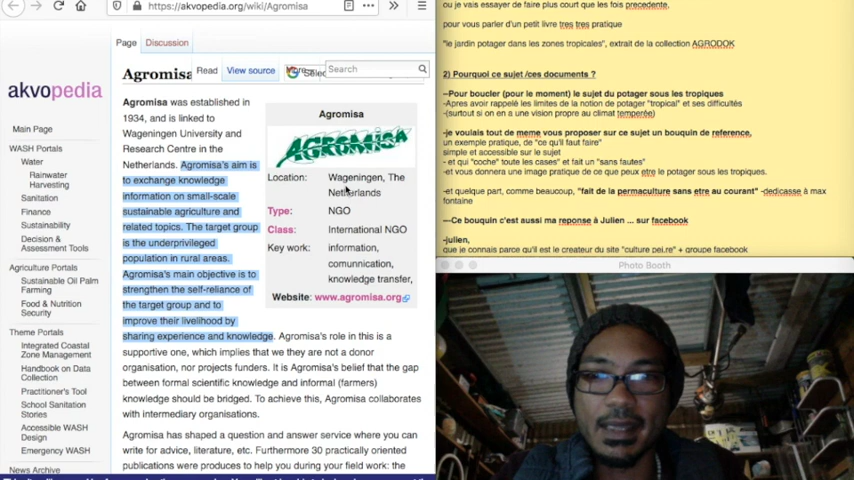 https://akvopedia.org/wiki/Agromisa
Page
Discussion
Agromisa
Read
View source
Search
akvopedia
Main Page
WASH Portals
Water
Rainwater
Harvesting
Sanitation
Finance
Sustainability
Decision &
Assessment Tools
Agriculture Portals
Sustainable Oil Palm
Farming
Food & Nutrition
Security
Theme Portals
Integrated Coastal
Zone Management
Handbook on Data
Collection
Practitioner's Tool
School Sanitation
Stories
Accessible WASH
Design
Emergency WASH
News Archive
Agromisa was established in
1934, and is linked to
Wageningen University and
Research Centre in the
Netherlands. Agromisa's aim is
to exchange knowledge
information on small-scale
sustainable agriculture and
related topics. The target group
is the underprivileged
population in rural areas.
Agromisa's main objective is to
strengthen the self-reliance of
the target group and to
improve their livelihood by
sharing experience and knowledge. Agromisa's role in this is a
supportive one, which implies that we they are not a donor
organisation, nor projects funders. It is Agromisa's belief that the gap
between formal scientific knowledge and informal (farmers)
knowledge should be bridged. To achieve this, Agromisa collaborates
with intermediary organisations.
Agromisa has shaped a question and answer service where you can
write for advice, literature, etc. Furthermore 30 practically oriented
publications were produces to help you during your field work: the
Agromisa
AGROMISA
Location: Wageningen, The
Netherlands
Type: NGO
Class: International NGO
Key work: information,
comunnication,
knowledge transfer,
Website: www.agromisa.org
ou je vais essayer de faire plus court que les fois precedente,
pour vous parler d'un petit livre tres tres pratique
"le jardin potager dans les zones tropicales", extrait de la collection AGRODOK
2) Pourquoi ce sujet /ces documents ?
--Pour boucler (pour le moment) le sujet du potager sous les tropiques
-Apres avoir rappelé les limites de la notion de potager "tropical" et ses difficultés
-(surtout si on en a une vision propre au climat temperée)
-je voulais tout de meme vous proposer sur ce sujet un bouquin de reference,
un exemple pratique, de "ce qu'il faut faire"
simple et accessible sur le sujet
- et qui "coche" toute les cases" et fait un "sans fautes"
-et vous donnera une image pratique de ce que peux etre le potager sous les tropiques.
-et quelque part, comme beaucoup, "fait de la permaculture sans etre au courant" -dedicasse à max
fontaine
---Ce bouquin c'est aussi ma reponse à Julien ... sur facebook
-julien,
que je connais parce qu'il est le createur du site "culture pei.re" + groupe facebook
Photo Booth